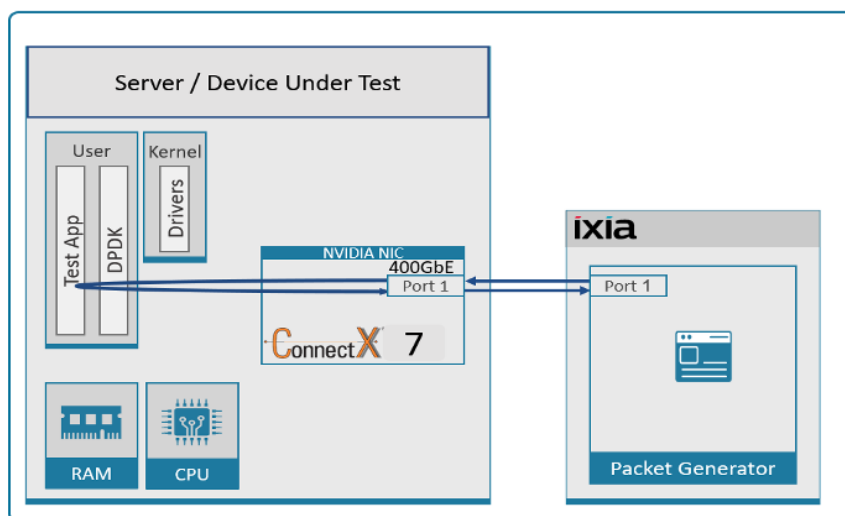 Server / Device Under Test
User
Kernel
Test App
DPDK
Drivers
NVIDIA NIC
400GbE
Port 1
ConnectX 7
RAM
CPU
ixia
Port 1
Packet Generator